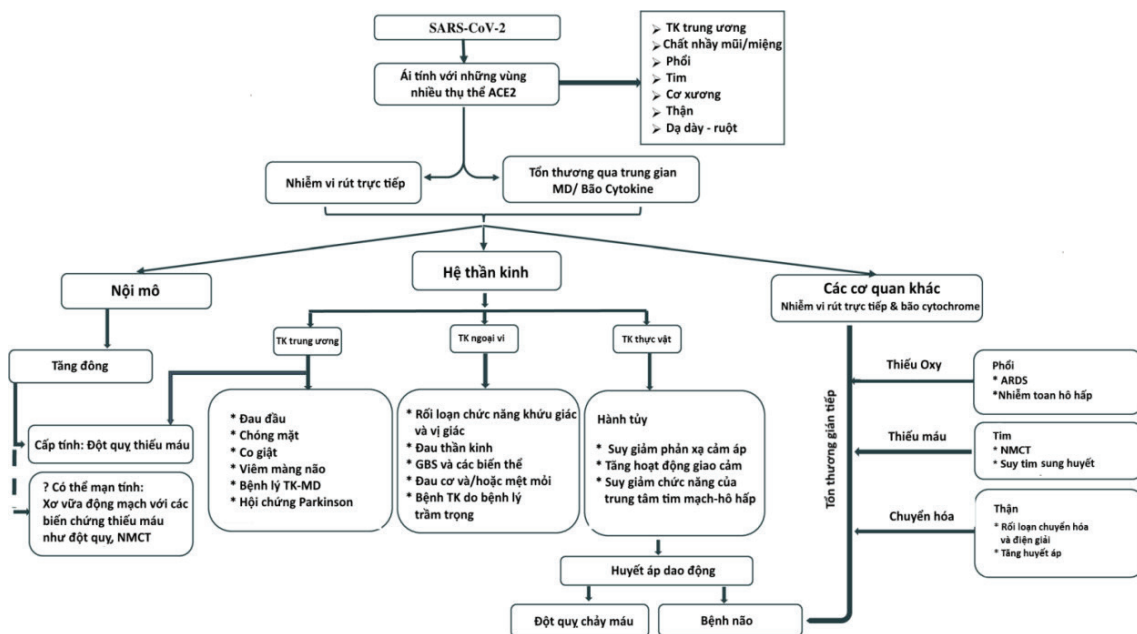 SARS-CoV-2
Ái tính với những vùng
nhiều thụ thể ACE2
➢ TK trung ương
➢ Chất nhầy mũi/miệng
➢ Phổi
➢ Tim
➢ Cơ xương
➢ Thận
➢ Dạ dày - ruột
Nhiễm vi rút trực tiếp
Tổn thương qua trung gian
MD/ Bão Cytokine
Nội mô
Hệ thần kinh
Các cơ quan khác
Nhiễm vi rút trực tiếp & bão cytochrome
Tăng đông
TK trung ương
TK ngoại vi
TK thực vật
Cấp tính: Đột quỵ thiếu máu
? Có thể mạn tính:
Xơ vữa động mạch với các
biến chứng thiếu máu
như đột quỵ, NMCT
* Đau đầu
* Chóng mặt
* Co giật
* Viêm màng não
* Bệnh lý TK-MD
* Hội chứng Parkinson
* Rối loạn chức năng khứu giác
và vị giác
* Đau thần kinh
* GBS và các biến thể
* Đau cơ và/hoặc mệt mỏi
* Bệnh TK do bệnh lý
trầm trọng
Hành tủy
* Suy giảm phản xạ cảm áp
* Tăng hoạt động giao cảm
* Suy giảm chức năng của
trung tâm tim mạch-hô hấp
Huyết áp dao động
Đột quỵ chảy máu
Bệnh não
Tổn thương gián tiếp
Thiếu Oxy
Phổi
* ARDS
*Nhiễm toan hô hấp
Thiếu máu
Tim
* NMCT
* Suy tim sung huyết
Chuyển hóa
Thận
* Rối loạn chuyển hóa
và điện giải
* Tăng huyết áp